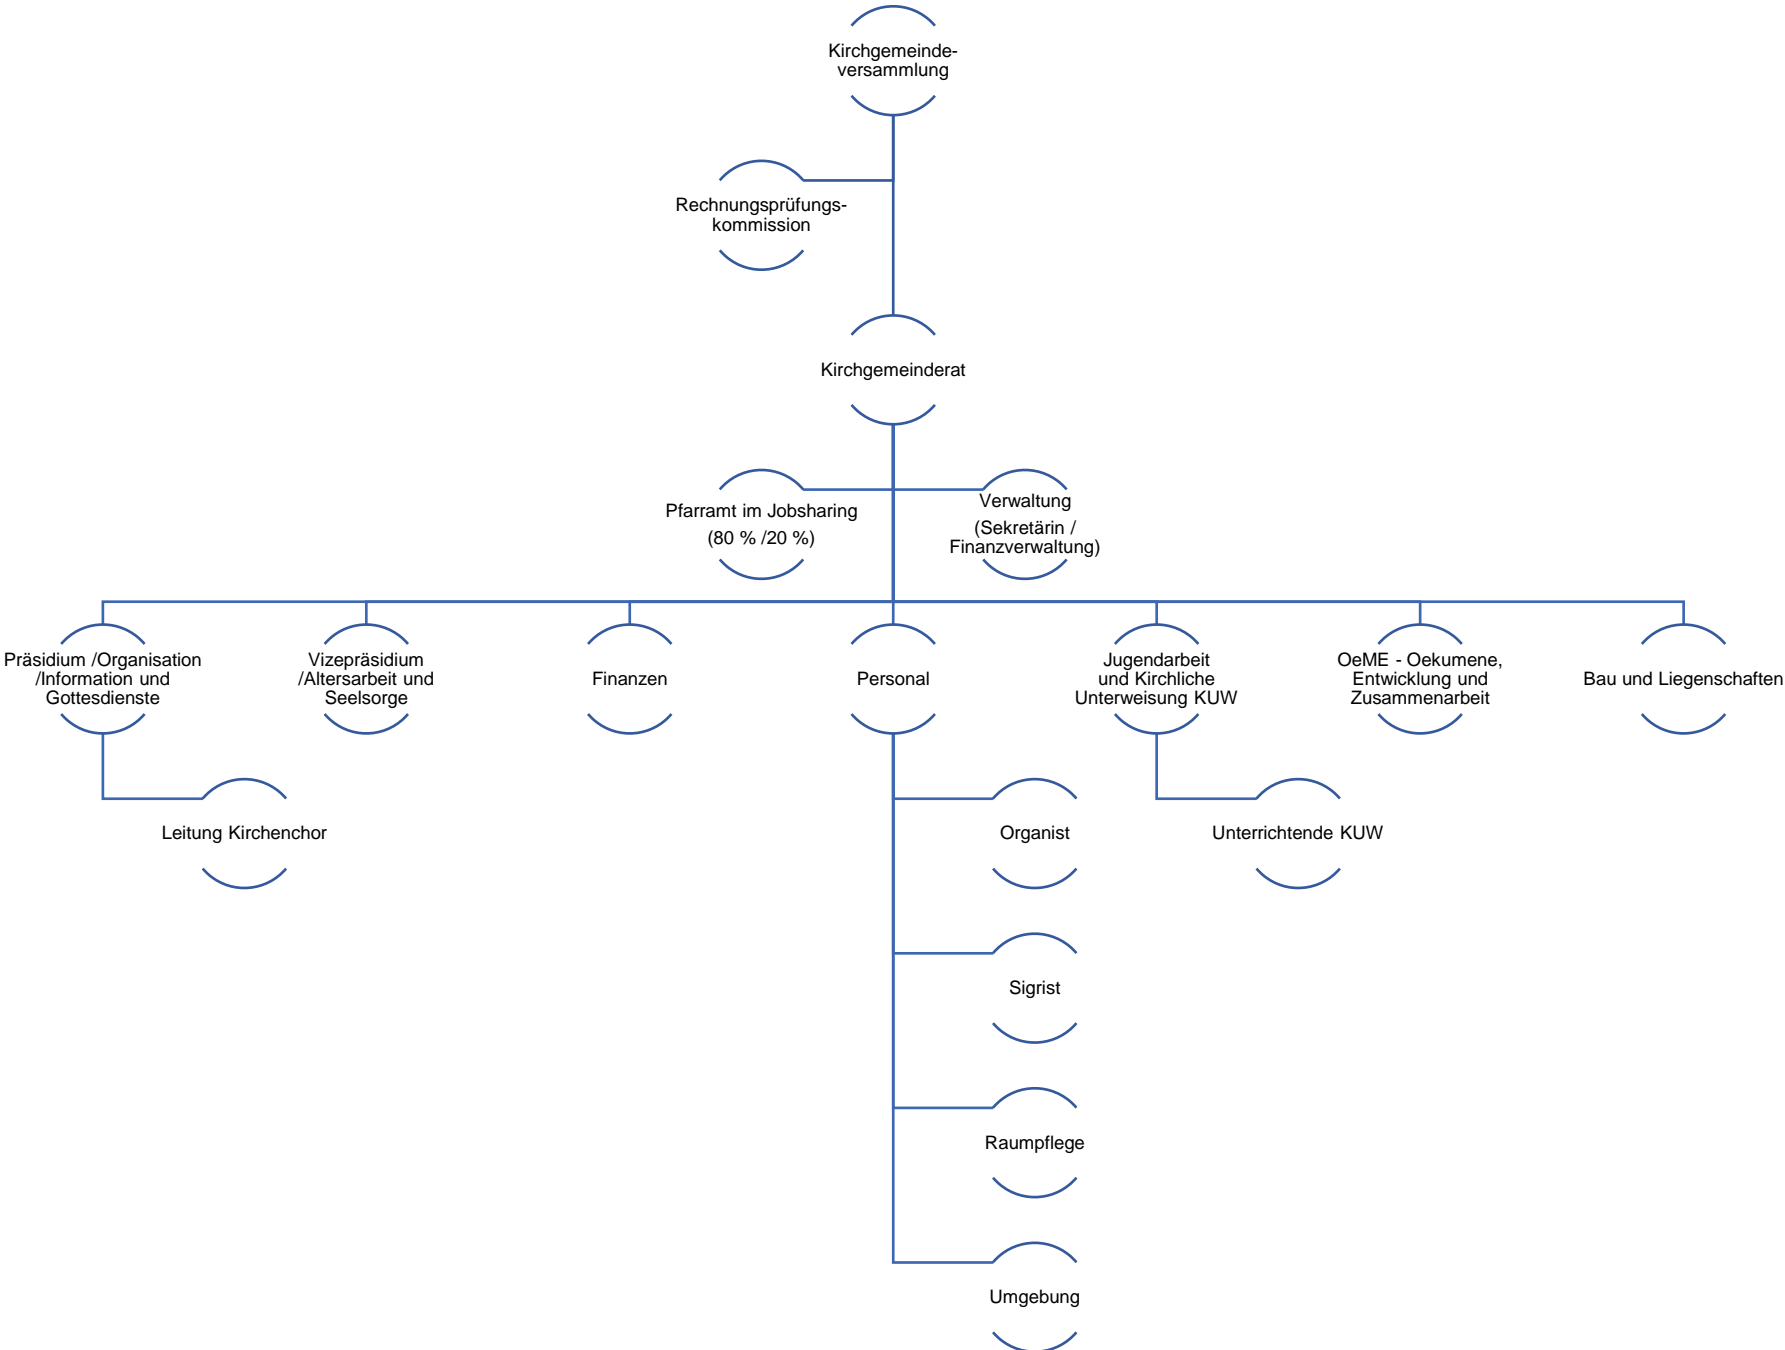 Kirchgemeinde-
versammlung
Rechnungsprüfungs-
kommission
Kirchgemeinderat
Pfarramt im Jobsharing
(80 % /20 %)
Verwaltung
(Sekretärin /
Finanzverwaltung)
Präsidium /Organisation
/Information und
Gottesdienste
Vizepräsidium
/Altersarbeit und
Seelsorge
Finanzen
Personal
Jugendarbeit
und Kirchliche
Unterweisung KUW
OeME - Oekumene,
Entwicklung und
Zusammenarbeit
Bau und Liegenschaften
Leitung Kirchenchor
Organist
Unterrichtende KUW
Sigrist
Raumpflege
Umgebung